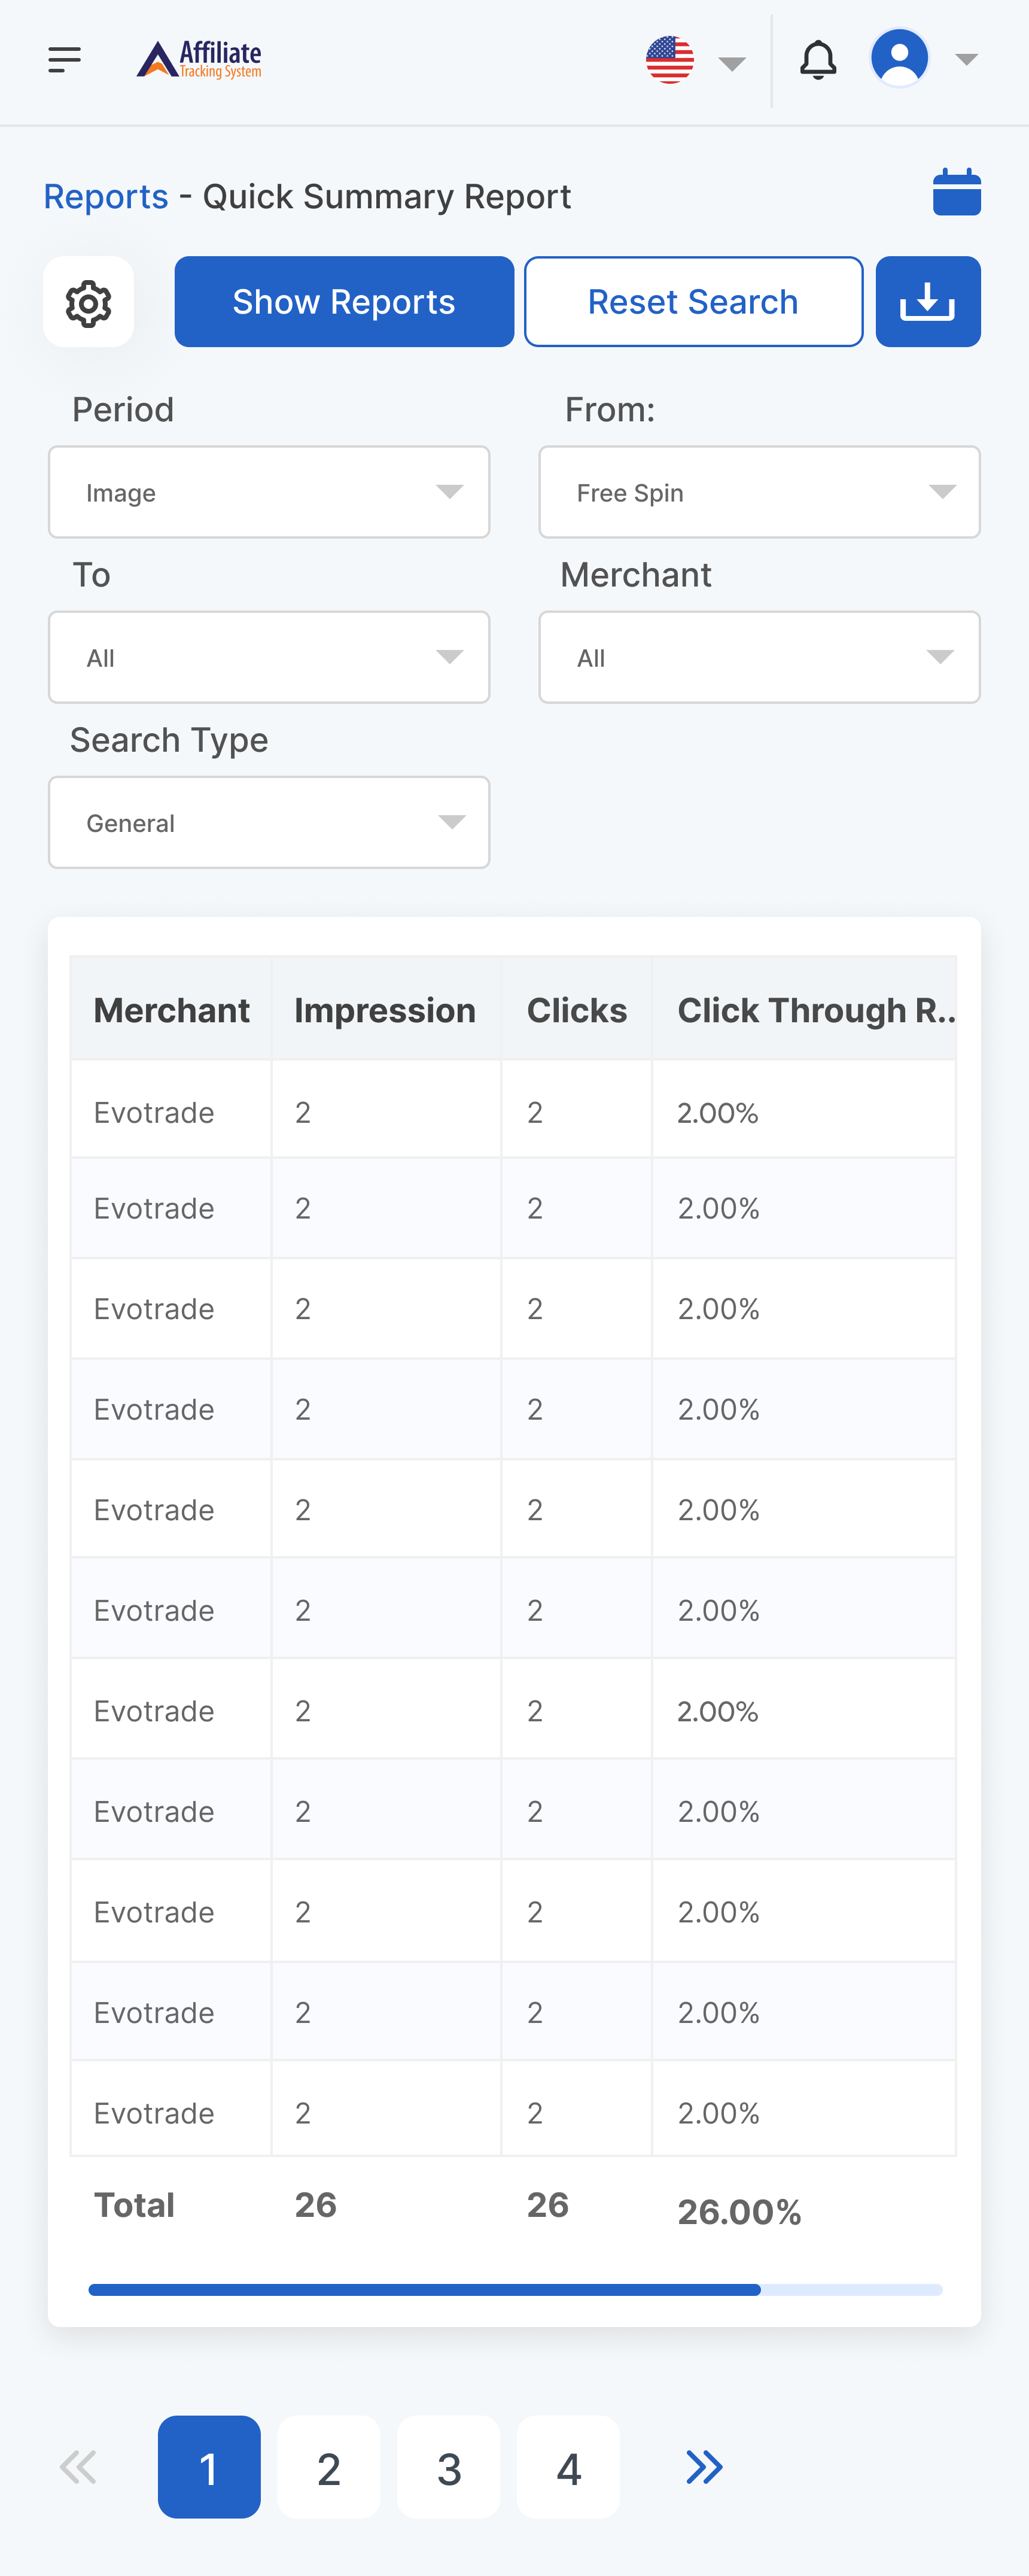 Affiliate
Tracking System
Reports - Quick Summary Report
Show Reports Reset Search
Period From:
Image Free Spin
To Merchant
All All
Search Type
General
Merchant Impression Clicks Click Through R..
Evotrade 2 2 2.00%
Evotrade 2 2 2.00%
Evotrade 2 2 2.00%
Evotrade 2 2 2.00%
Evotrade 2 2 2.00%
Evotrade 2 2 2.00%
Evotrade 2 2 2.00%
Evotrade 2 2 2.00%
Evotrade 2 2 2.00%
Evotrade 2 2 2.00%
Evotrade 2 2 2.00%
Total 26 26 26.00%
1 2 3 4